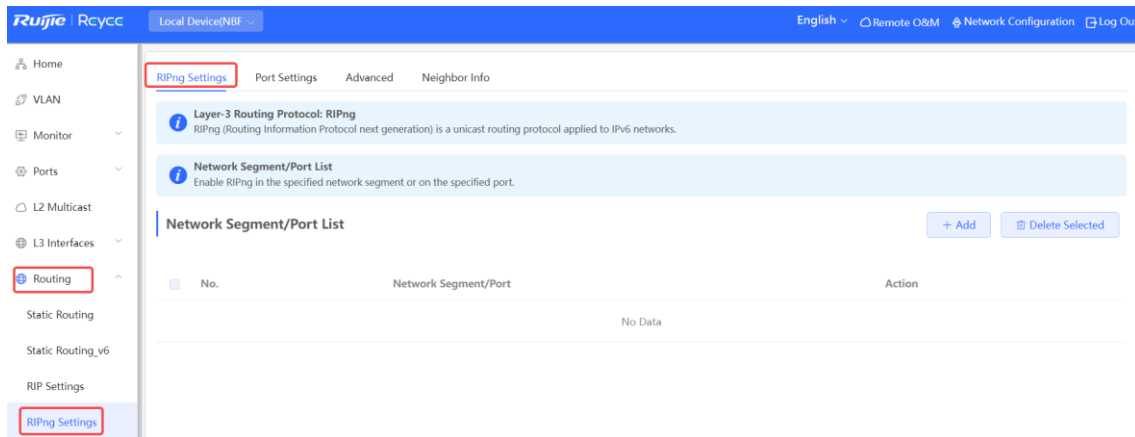 Ruijie | Rcycc
Local Device(NBF
English
Remote O&M
Network Configuration
Log Ou
Home
VLAN
Monitor
Ports
L2 Multicast
L3 Interfaces
Routing
Static Routing
Static Routing_v6
RIP Settings
RIPng Settings
RIPng Settings
Port Settings
Advanced
Neighbor Info
Layer-3 Routing Protocol: RIPng
RIPng (Routing Information Protocol next generation) is a unicast routing protocol applied to IPv6 networks.
Network Segment/Port List
Enable RIPng in the specified network segment or on the specified port.
Network Segment/Port List
+ Add
Delete Selected
No.
Network Segment/Port
Action
No Data